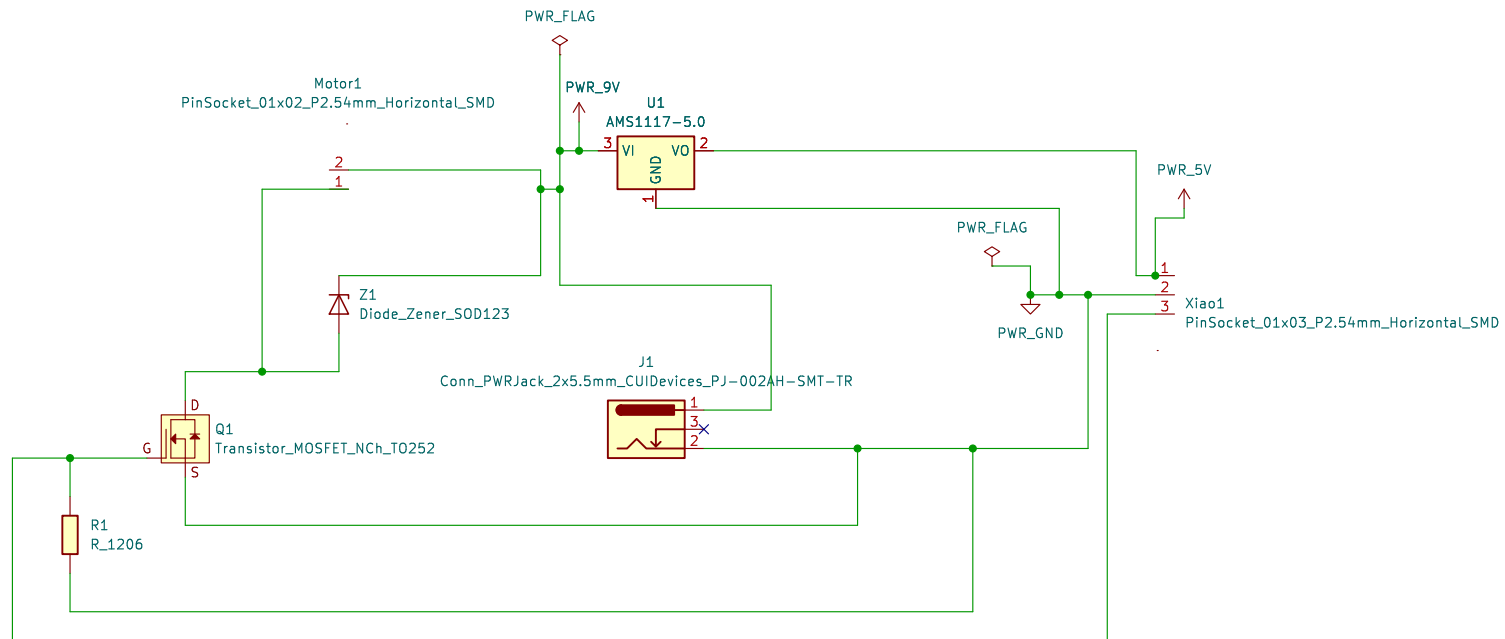 PWR_FLAG
Motor1
PinSocket_01x02_P2.54mm_Horizontal_SMD
PWR_9V
U1
AMS1117-5.0
3
VI
VO
2
GND
1
2
1
PWR_5V
PWR_FLAG
1
2
3
Xiao1
PinSocket_01x03_P2.54mm_Horizontal_SMD
PWR_GND
Z1
Diode_Zener_SOD123
J1
Conn_PWRJack_2x5.5mm_CUIDevices_PJ-002AH-SMT-TR
1
3
2
D
G
S
Q1
Transistor_MOSFET_NCh_TO252
R1
R_1206